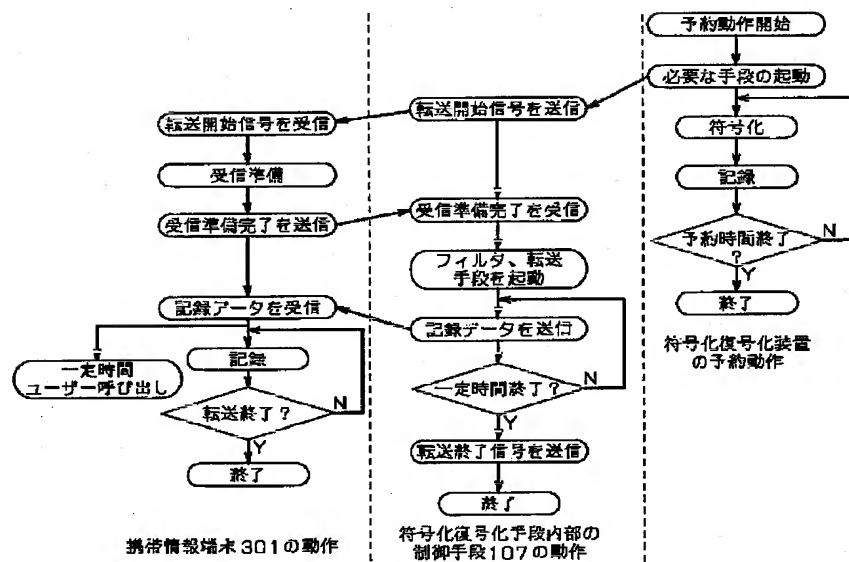 予約動作開始
必要な手段の起動
符号化
記録
予約時間終了
?
N
Y
終了
符号化復号化装置
の予約動作
転送開始信号を送信
受信準備完了を受信
フィルタ、転送
手段を起動
記録データを送信
一定時間終了?
N
Y
転送終了信号を送信
終了
符号化復号化手段内部の
制御手段107の動作
転送開始信号を受信
受信準備
受信準備完了を送信
記録データを受信
一定時間
ユーザー呼び出し
記録
転送終了?
N
Y
終了
携帯情報端末301の動作